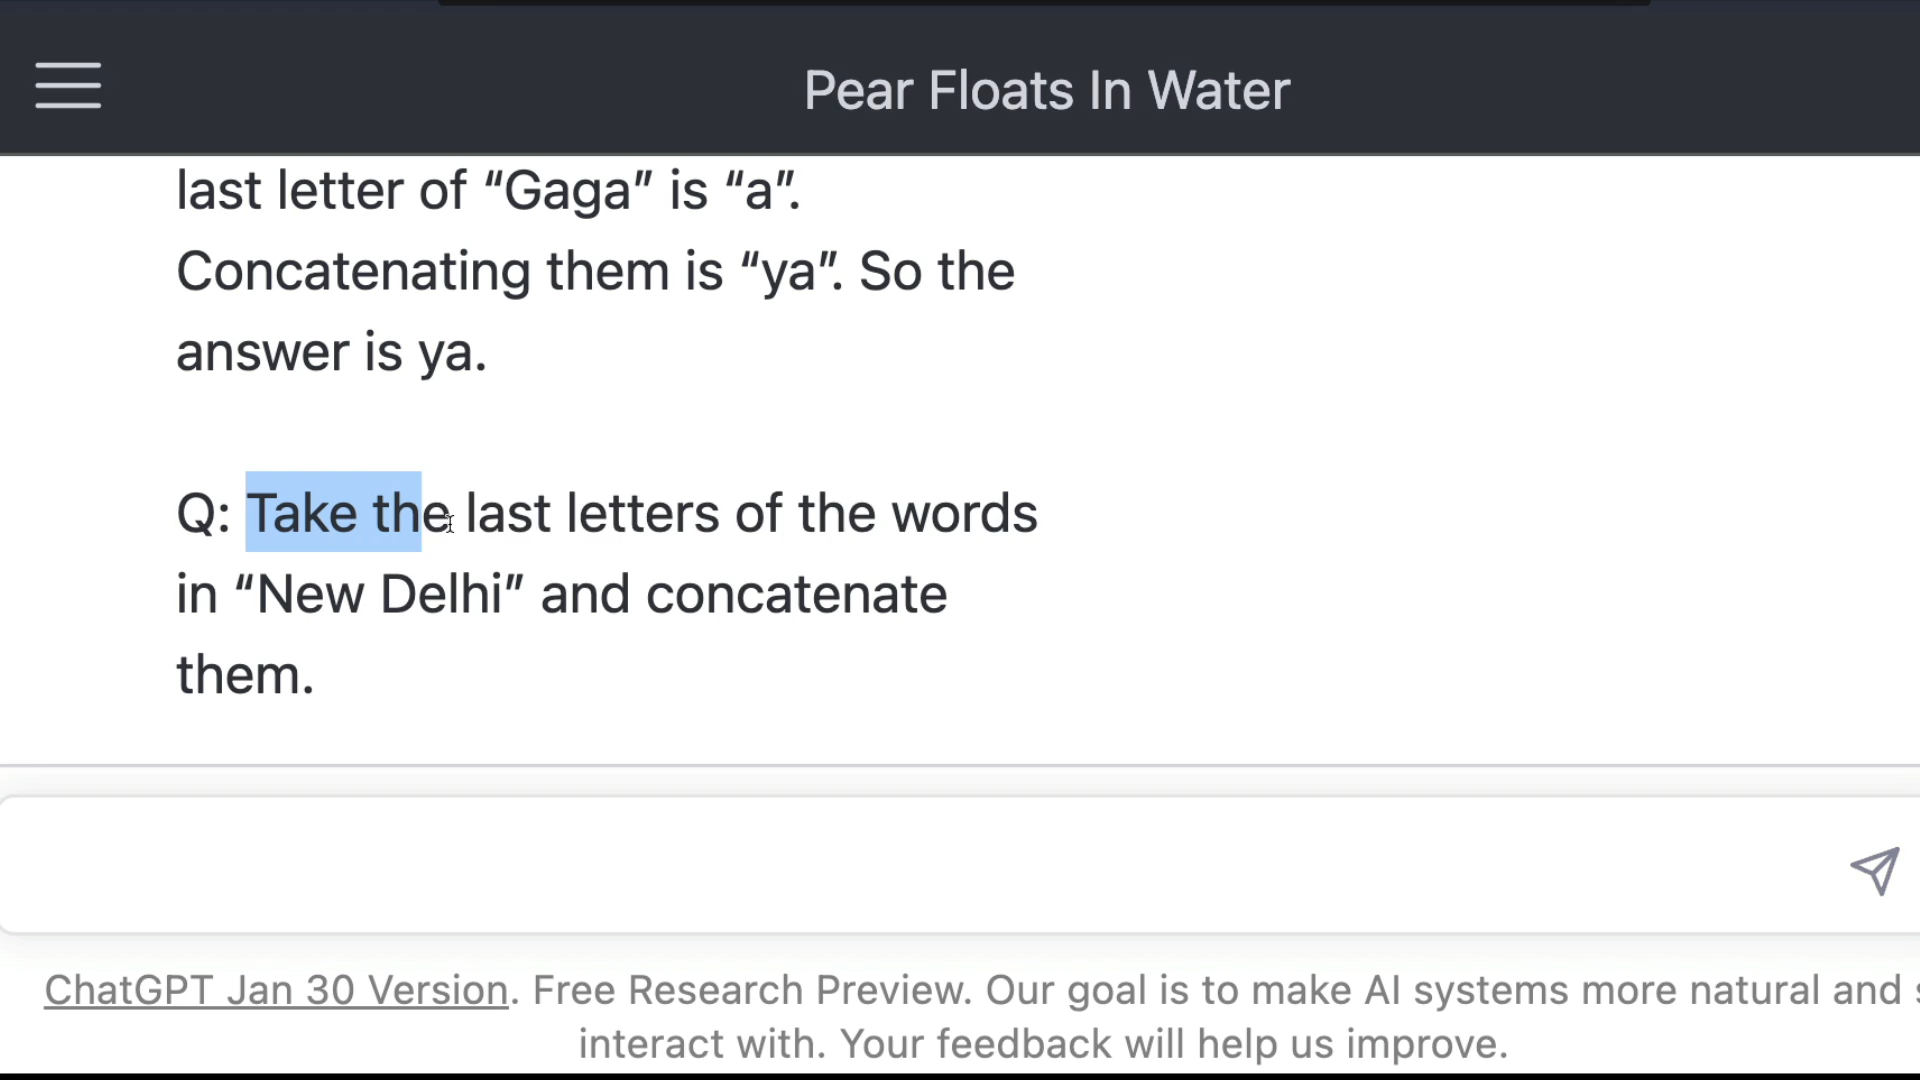 Pear Floats In Water
last letter of “Gaga” is “a”.
Concatenating them is “ya”. So the
answer is ya.
Q: Take the last letters of the words
in “New Delhi” and concatenate
them.
ChatGPT Jan 30 Version. Free Research Preview. Our goal is to make AI systems more natural and
interact with. Your feedback will help us improve.